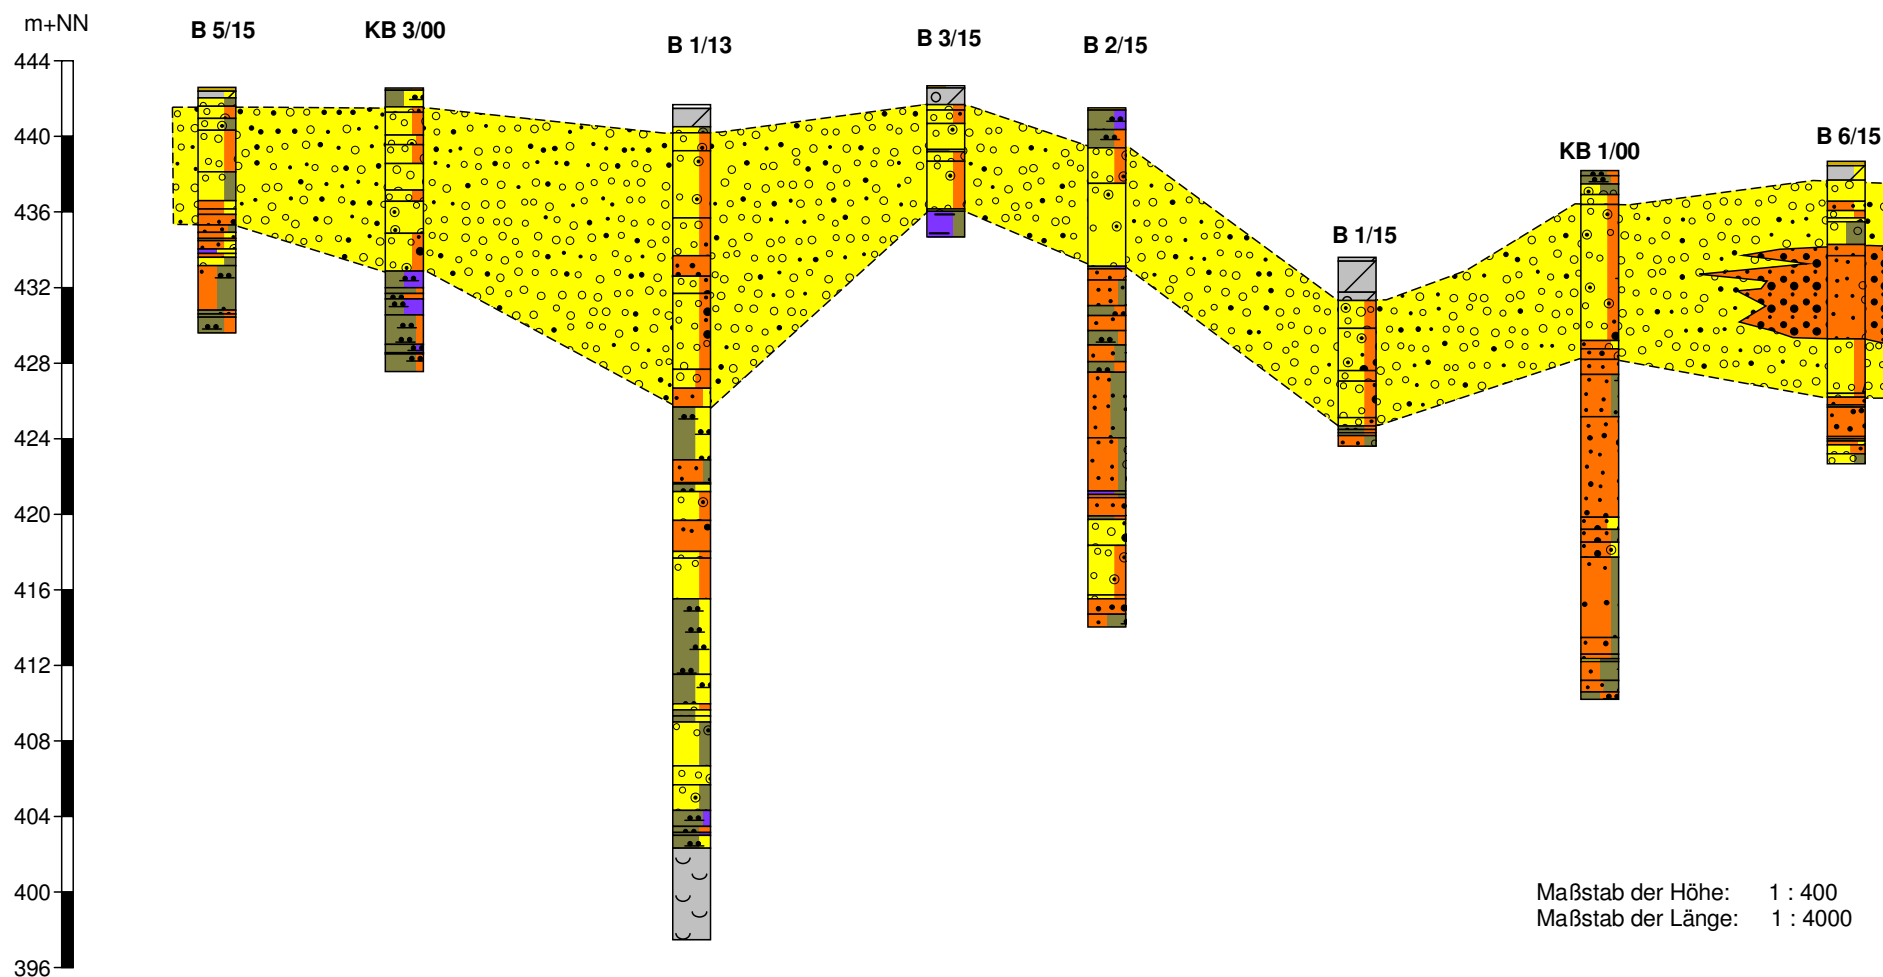 m+NN
B 5/15
KB 3/00
B 1/13
B 3/15
B 2/15
B 1/15
KB 1/00
B 6/15
444
440
436
432
428
424
420
416
412
408
404
400
396
Maßstab der Höhe: 1 : 400
Maßstab der Länge: 1 : 4000